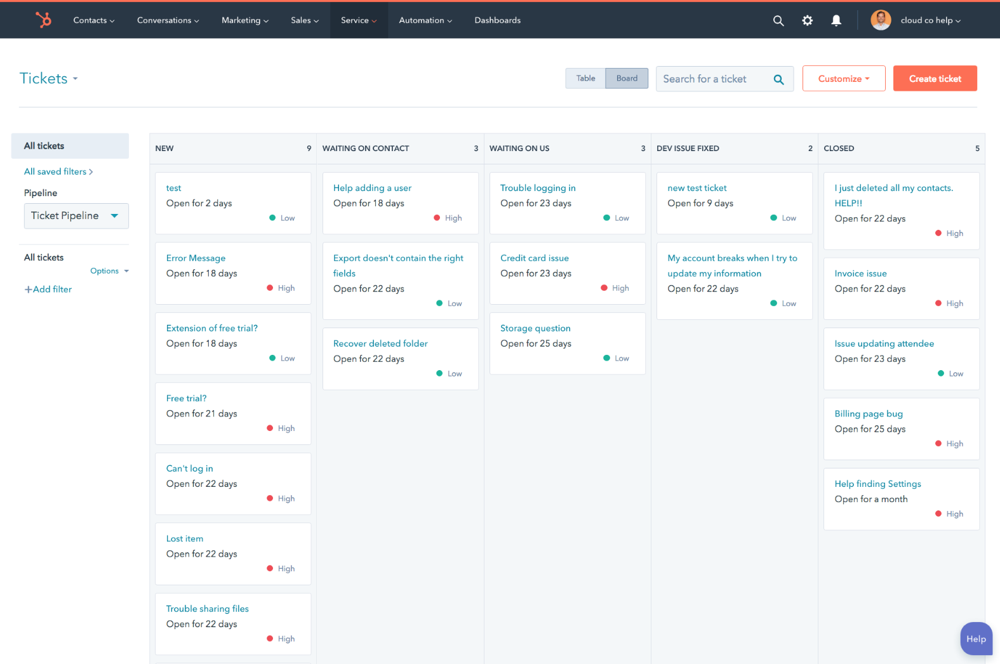 Contacts
Conversations
Marketing
Sales
Service
Automation
Dashboards
cloud co help
Tickets
Table
Board
Search for a ticket
Customize
Create ticket
All tickets
All saved filters
Pipeline
Ticket Pipeline
All tickets
Options
+Add filter
NEW 9
test
Open for 2 days
Low
Error Message
Open for 18 days
High
Extension of free trial?
Open for 18 days
Low
Free trial?
Open for 21 days
High
Can't log in
Open for 22 days
High
Lost item
Open for 22 days
High
Trouble sharing files
Open for 22 days
High
WAITING ON CONTACT 3
Help adding a user
Open for 18 days
High
Export doesn't contain the right
fields
Open for 22 days
Low
Recover deleted folder
Open for 22 days
Low
WAITING ON US 3
Trouble logging in
Open for 23 days
Low
Credit card issue
Open for 23 days
High
Storage question
Open for 25 days
Low
DEV ISSUE FIXED 2
new test ticket
Open for 9 days
Low
My account breaks when I try to
update my information
Open for 22 days
Low
CLOSED 5
I just deleted all my contacts.
HELP!!
Open for 22 days
High
Invoice issue
Open for 22 days
High
Issue updating attendee
Open for 23 days
Low
Billing page bug
Open for 25 days
High
Help finding Settings
Open for a month
High
Help